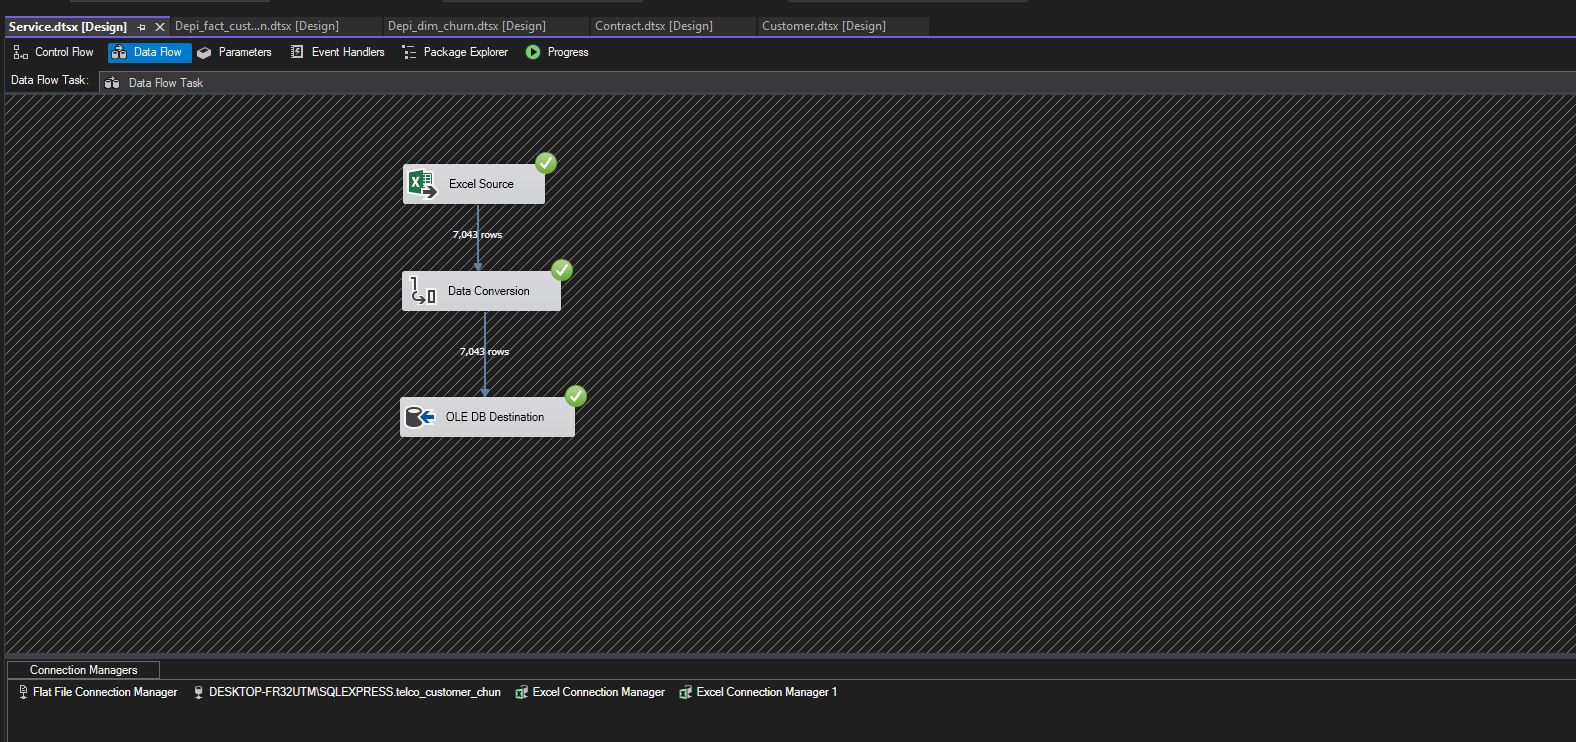 Service.dtsx [Design]
Depi_fact_cust...n.dtsx [Design]
Depi_dim_churn.dtsx [Design]
Contract.dtsx [Design]
Customer.dtsx [Design]
Control Flow
Data Flow
Parameters
Event Handlers
Package Explorer
Progress
Data Flow Task:
Data Flow Task
Excel Source
7,043 rows
Data Conversion
7,043 rows
OLE DB Destination
Connection Managers
Flat File Connection Manager
DESKTOP-FR32UTM\SQLEXPRESS.telco_customer_chun
Excel Connection Manager
Excel Connection Manager 1